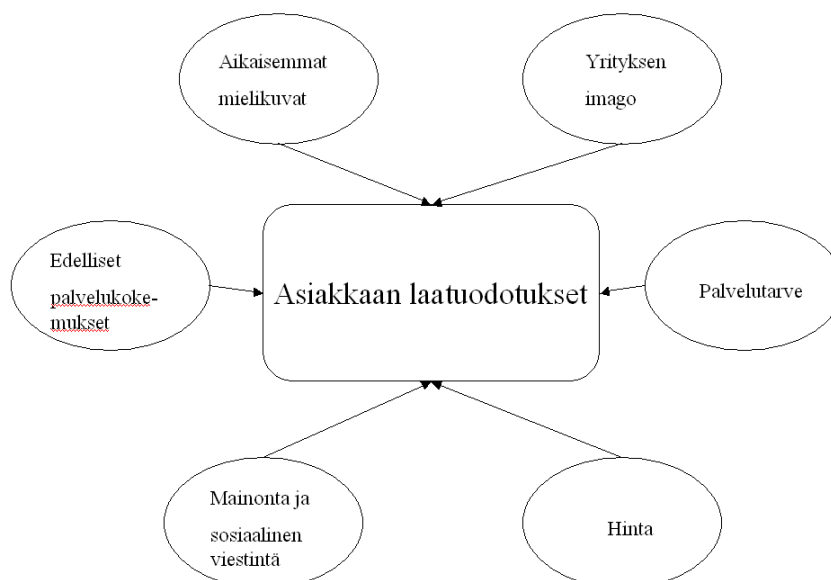 Aikaisemmat
mielikuvat
Yrityksen
imago
Edelliset
palvelukoke-
mukset
Asiakkaan laatuodotukset
Palvelutarve
Mainonta ja
sosiaalinen
viestintä
Hinta